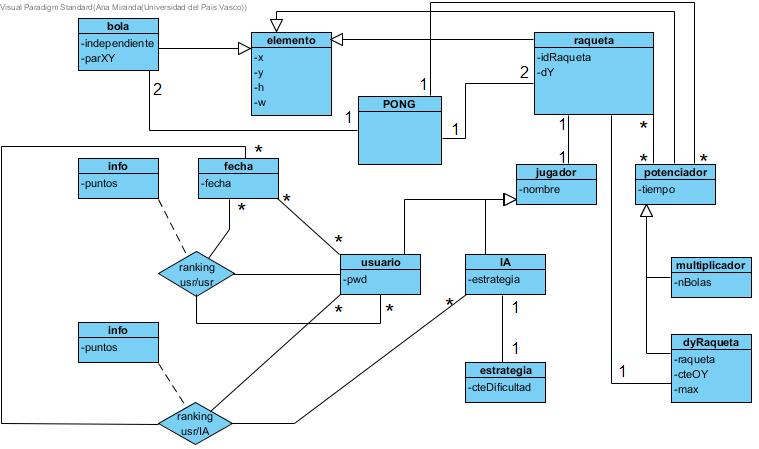 Visual Paradigm Standard(Ana Miranda(Universidad del Pais Vasco))
bola
-independiente
-parXY
elemento
-x
-y
-h
-w
raqueta
-idRaqueta
-dY
PONG
2
1
1
2
1
1
1
*
*
*
info
-puntos
fecha
-fecha
*
*
*
*
jugador
-nombre
potenciador
-tiempo
ranking
usr/usr
usuario
-pwd
*
*
IA
-estrategia
*
1
1
multiplicador
-nBolas
info
-puntos
estrategia
-cteDificultad
dyRaqueta
-raqueta
-cteOY
-max
1
ranking
usr/IA